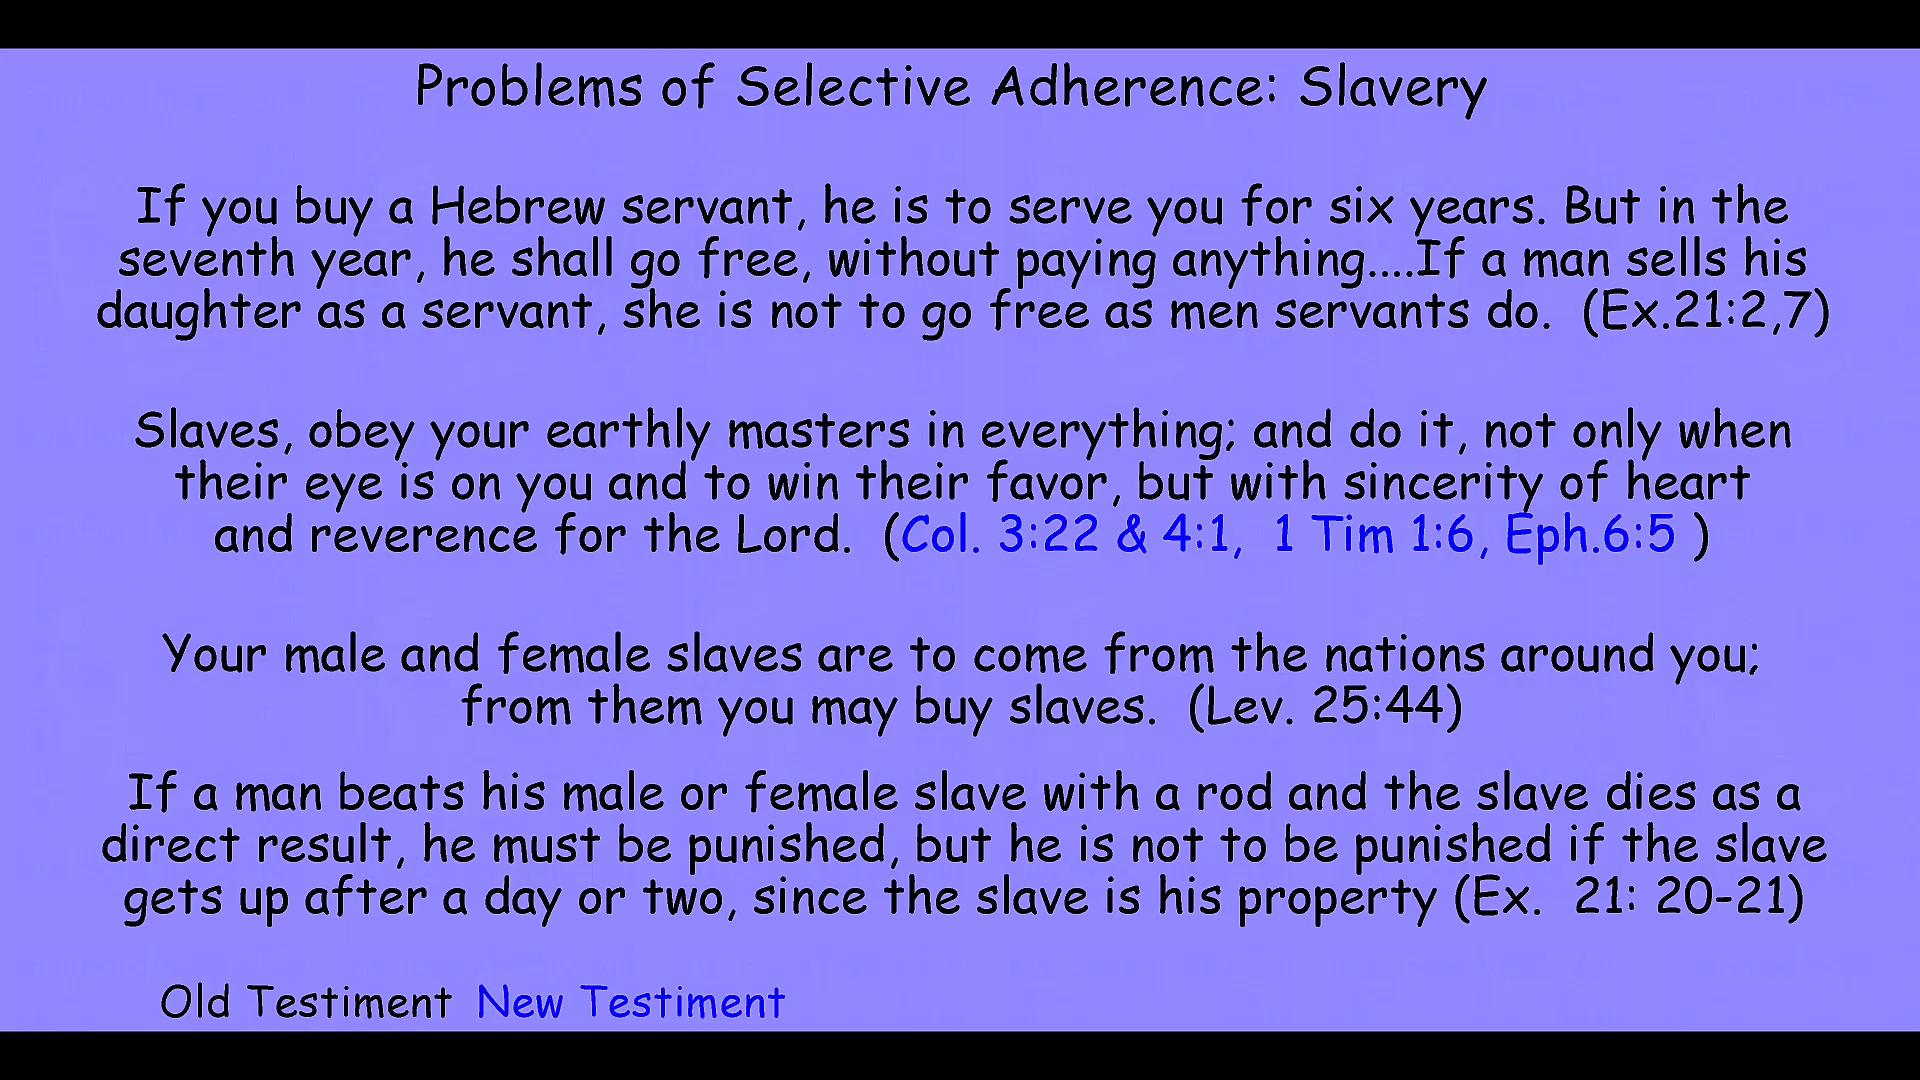 Problems of Selective Adherence: Slavery
If you buy a Hebrew servant, he is to serve you for six years. But in the
seventh year, he shall go free, without paying anything....If a man sells his
daughter as a servant, she is not to go free as men servants do. (Ex.21:2,7)
Slaves, obey your earthly masters in everything; and do it, not only when
their eye is on you and to win their favor, but with sincerity of heart
and reverence for the Lord. (Col. 3:22 & 4:1, 1 Tim 1:6, Eph.6:5 )
Your male and female slaves are to come from the nations around you;
from them you may buy slaves. (Lev. 25:44)
If a man beats his male or female slave with a rod and the slave dies as a
direct result, he must be punished, but he is not to be punished if the slave
gets up after a day or two, since the slave is his property (Ex. 21: 20-21)
Old Testiment New Testiment